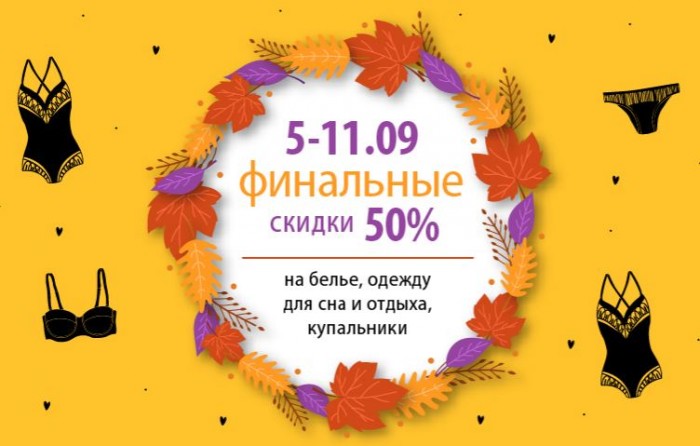 5-11.09
финальные
скидки 50%
на белье, одежду
для сна и отдыха,
купальники